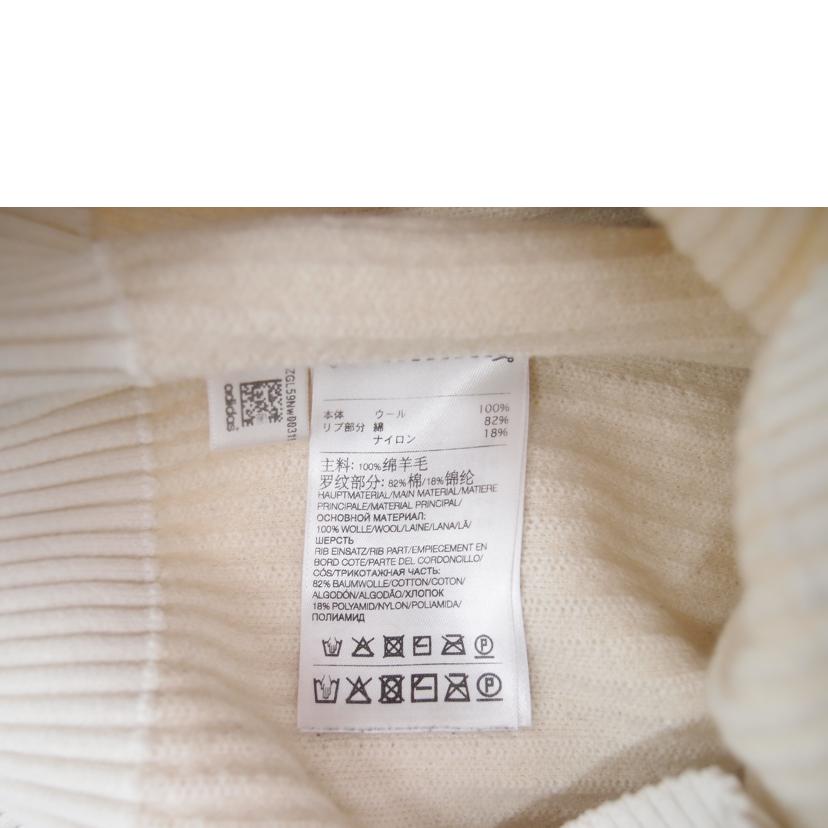 adidas
ZGL59NW0031
本体 ウール 100%
リブ部分 綿 82%
ナイロン 18%
主料: 100%绵羊毛
罗纹部分: 82%棉/18%锦纶
HAUPTMATERIAL/MAIN MATERIAL/MATIERE
PRINCIPALE/MATERIAL PRINCIPAL/
ОСНОВНОЙ МАТЕРИАЛ:
100% WOLLE/WOOL/LAINE/LANA/LÃ/
ШЕРСТЬ
RIB EINSATZ/RIB PART/EMPIECEMENT EN
BORD COTE/PARTE DEL CORDONCILLO/
CÓS/ТРИКОТАЖНАЯ ЧАСТЬ:
82% BAUMWOLLE/COTTON/COTON/
ALGODÓN/ALGODÃO/ХЛОПОК
18% POLYAMID/NYLON/POLIAMIDA/
ПОЛИАМИД
P
P